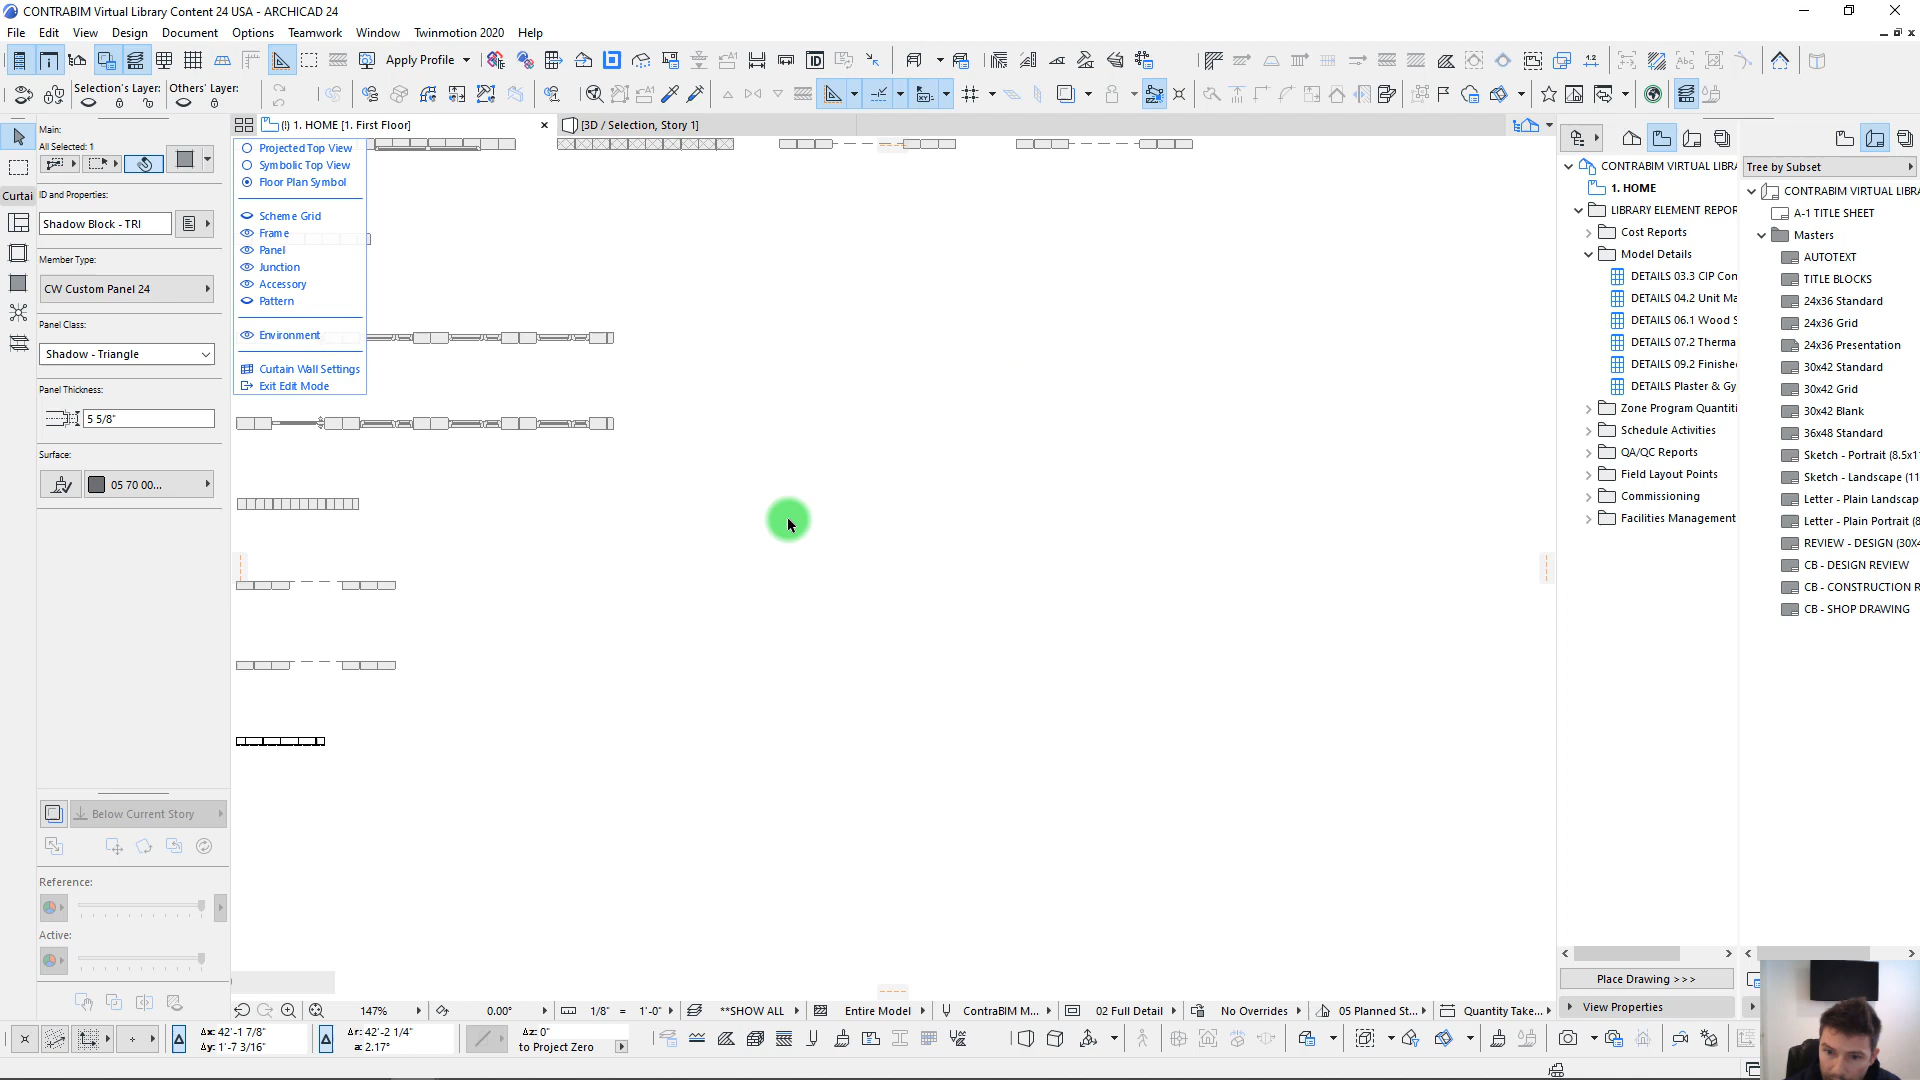 CONTRABIM Virtual Library Content 24 USA - ARCHICAD 24
File Edit View Design Document Options Teamwork Window Twinmotion 2020 Help
Apply Profile
Selection's Layer: Others' Layer:
(!) 1. HOME [1. First Floor]
[3D / Selection, Story 1]
Main:
All Selected: 1
Curtai
ID and Properties:
Shadow Block - TRI
Member Type:
CW Custom Panel 24
Panel Class:
Shadow - Triangle
Panel Thickness:
5 5/8"
Surface:
05 70 00...
Below Current Story
Reference:
Active:
Projected Top View
Symbolic Top View
Floor Plan Symbol
Scheme Grid
Frame
Panel
Junction
Accessory
Pattern
Environment
Curtain Wall Settings
Exit Edit Mode
CONTRABIM VIRTUAL LIBRA
1. HOME
LIBRARY ELEMENT REPOR
Cost Reports
Model Details
DETAILS 03.3 CIP Con
DETAILS 04.2 Unit Ma
DETAILS 06.1 Wood S
DETAILS 07.2 Therma
DETAILS 09.2 Finishe
DETAILS Plaster & Gy
Zone Program Quantiti
Schedule Activities
QA/QC Reports
Field Layout Points
Commissioning
Facilities Management
Place Drawing >>>
View Properties
Tree by Subset
CONTRABIM VIRTUAL LIBRA
A-1 TITLE SHEET
Masters
AUTOTEXT
TITLE BLOCKS
24x36 Standard
24x36 Grid
24x36 Presentation
30x42 Standard
30x42 Grid
30x42 Blank
36x48 Standard
Sketch - Portrait (8.5x1
Sketch - Landscape (11
Letter - Plain Landscap
Letter - Plain Portrait (8
REVIEW - DESIGN (30X4
CB - DESIGN REVIEW
CB - CONSTRUCTION R
CB - SHOP DRAWING
147% 0.00° 1/8" = 1'-0" **SHOW ALL Entire Model ContraBIM M... 02 Full Detail No Overrides 05 Planned St... Quantity Take...
Δx: 42'-1 7/8" Δr: 42'-2 1/4" Δz: 0"
Δy: 1'-7 3/16" a: 2.17° to Project Zero